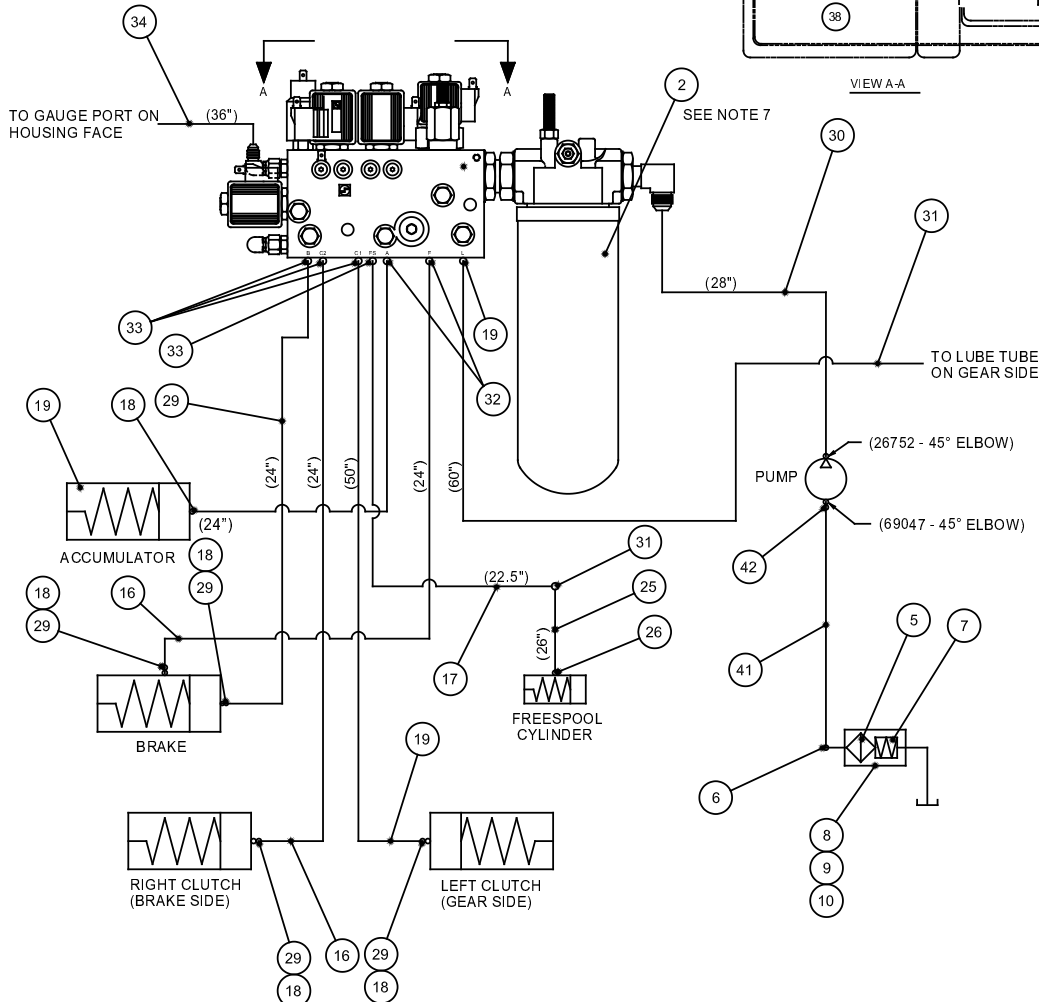 38
VIEW A-A
34
A
A
2
SEE NOTE 7
TO GAUGE PORT ON
HOUSING FACE
(36")
30
31
B
C2
C1
FS
A
F
L
(28")
33
33
19
32
TO LUBE TUBE
ON GEAR SIDE
19
18
29
(24")
(24")
(50")
(24")
(60")
(26752 - 45° ELBOW)
PUMP
(69047 - 45° ELBOW)
(24")
ACCUMULATOR
18
29
31
42
18
29
16
(22.5")
25
(26")
26
17
41
5
7
BRAKE
FREESPOOL
CYLINDER
19
6
8
9
10
RIGHT CLUTCH
(BRAKE SIDE)
LEFT CLUTCH
(GEAR SIDE)
29
18
16
29
18